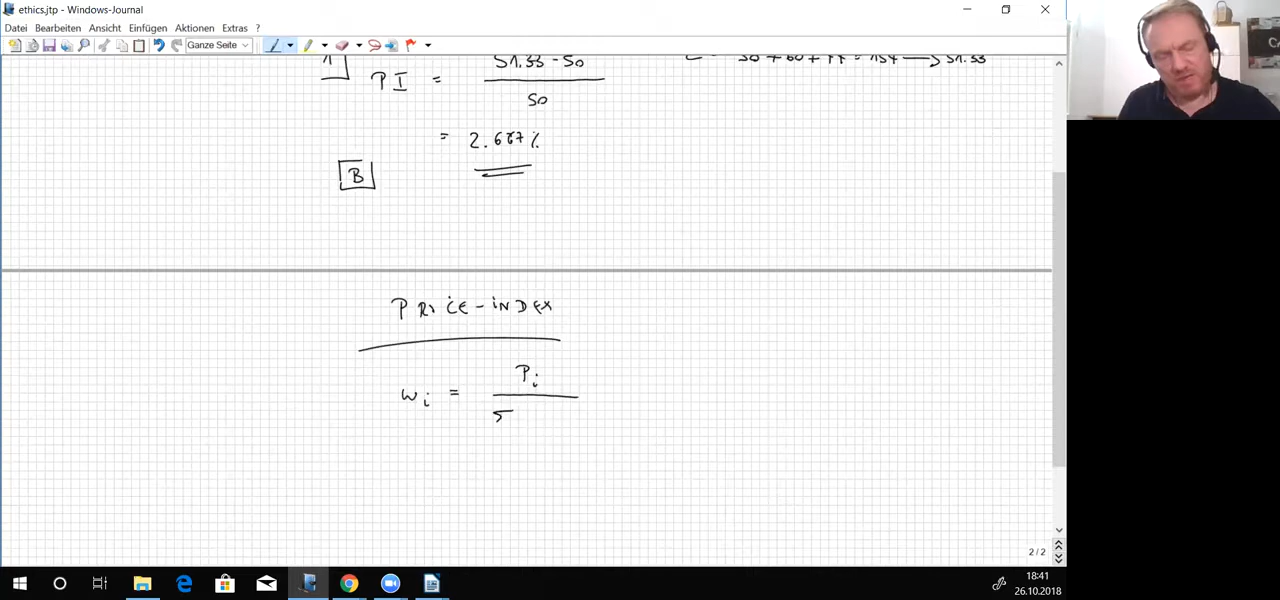 ethics.jtp - Windows-Journal
Datei Bearbeiten Ansicht Einfügen Aktionen Extras ?
Ganze Seite
51.33 - 50
PI =
50
= 2.667%
B
PRICE-INDEX
Pi
wi =
2/2
18:41
26.10.2018